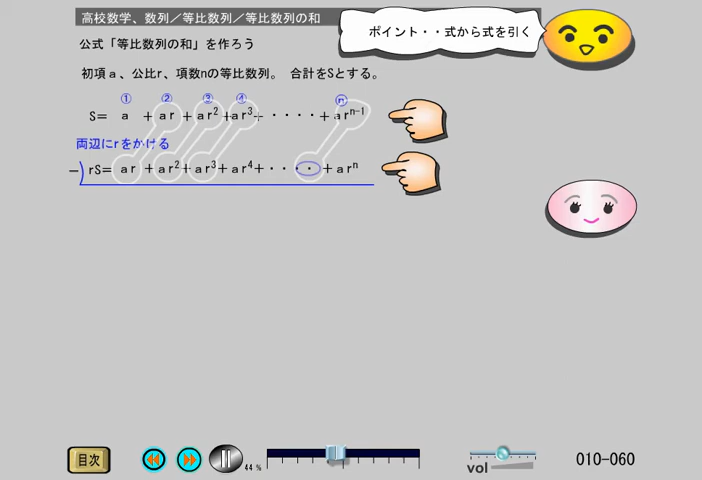 高校数学、数列／等比数列／等比数列の和
ポイント・・式から式を引く
公式「等比数列の和」を作ろう
初項ａ、公比r、項数nの等比数列。 合計をSとする。
① ② ③ ④ ⓝ
S= a + ar + ar² + ar³ + ・・・・・ + arⁿ⁻¹
両辺にrをかける
−) rS= ar + ar² + ar³ + ar⁴ + ・・・・ + arⁿ
目次
44 %
vol
010-060